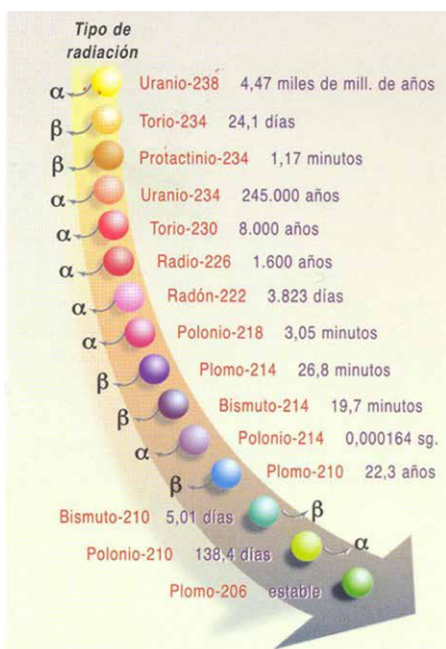 Tipo de
radiación
α Uranio-238 4,47 miles de mill. de años
β Torio-234 24,1 días
β Protactinio-234 1,17 minutos
α Uranio-234 245.000 años
α Torio-230 8.000 años
α Radio-226 1.600 años
α Radón-222 3.823 días
α Polonio-218 3,05 minutos
β Plomo-214 26,8 minutos
β Bismuto-214 19,7 minutos
α Polonio-214 0,000164 sg.
β Plomo-210 22,3 años
Bismuto-210 5,01 días β
Polonio-210 138,4 días α
Plomo-206 estable